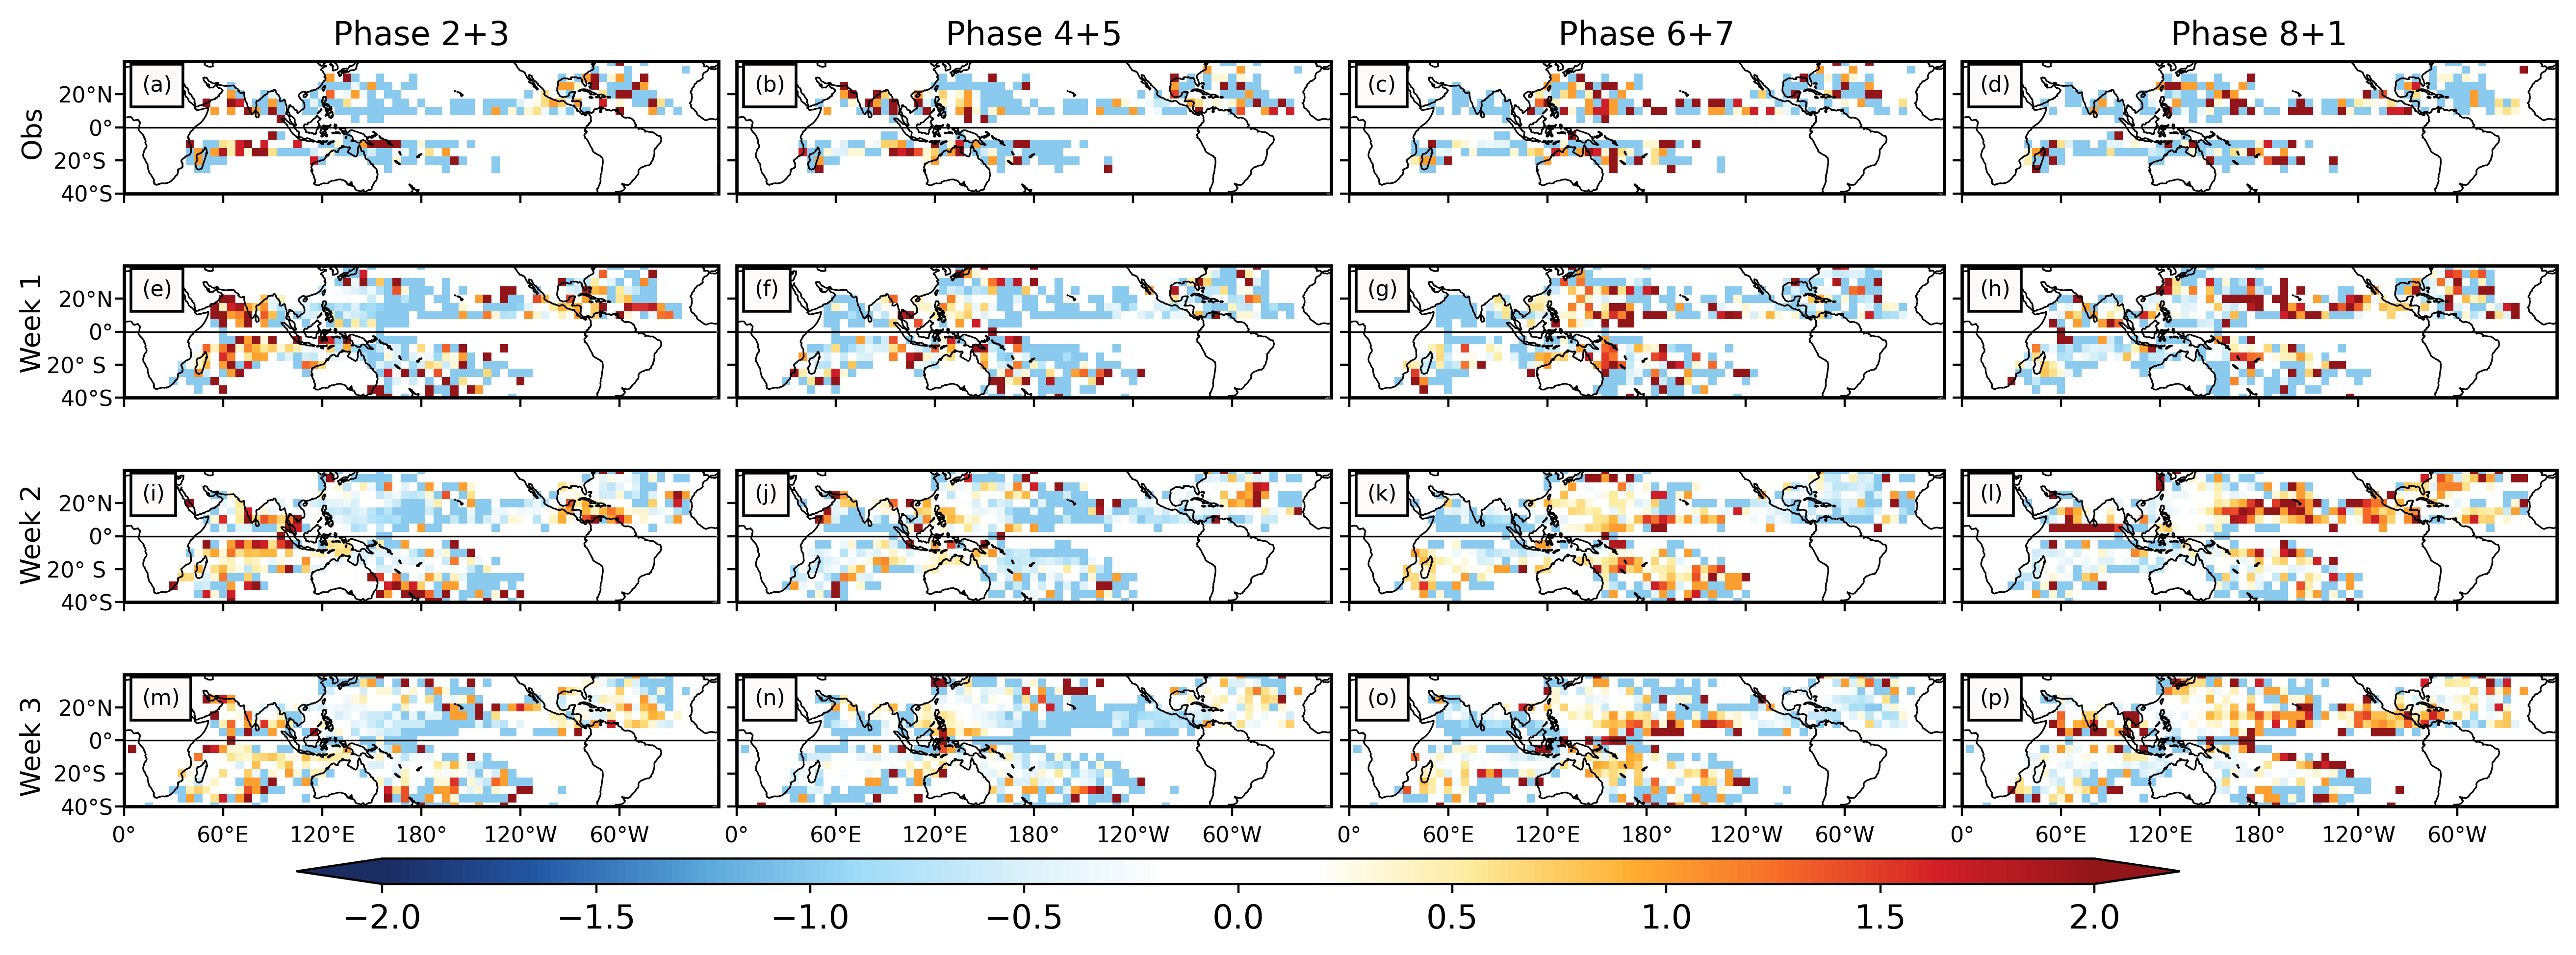 Phase 2+3 Phase 4+5 Phase 6+7 Phase 8+1
Obs
20°N
0°
20°S
40°S
(a) (b) (c) (d)
Week 1
20°N
0°
20° S
40°S
(e) (f) (g) (h)
Week 2
20°N
0°
20° S
40°S
(i) (j) (k) (l)
Week 3
20°N
0°
20°S
40°S
(m) (n) (o) (p)
0° 60°E 120°E 180° 120°W 60°W 0° 60°E 120°E 180° 120°W 60°W 0° 60°E 120°E 180° 120°W 60°W 0° 60°E 120°E 180° 120°W 60°W
−2.0 −1.5 −1.0 −0.5 0.0 0.5 1.0 1.5 2.0